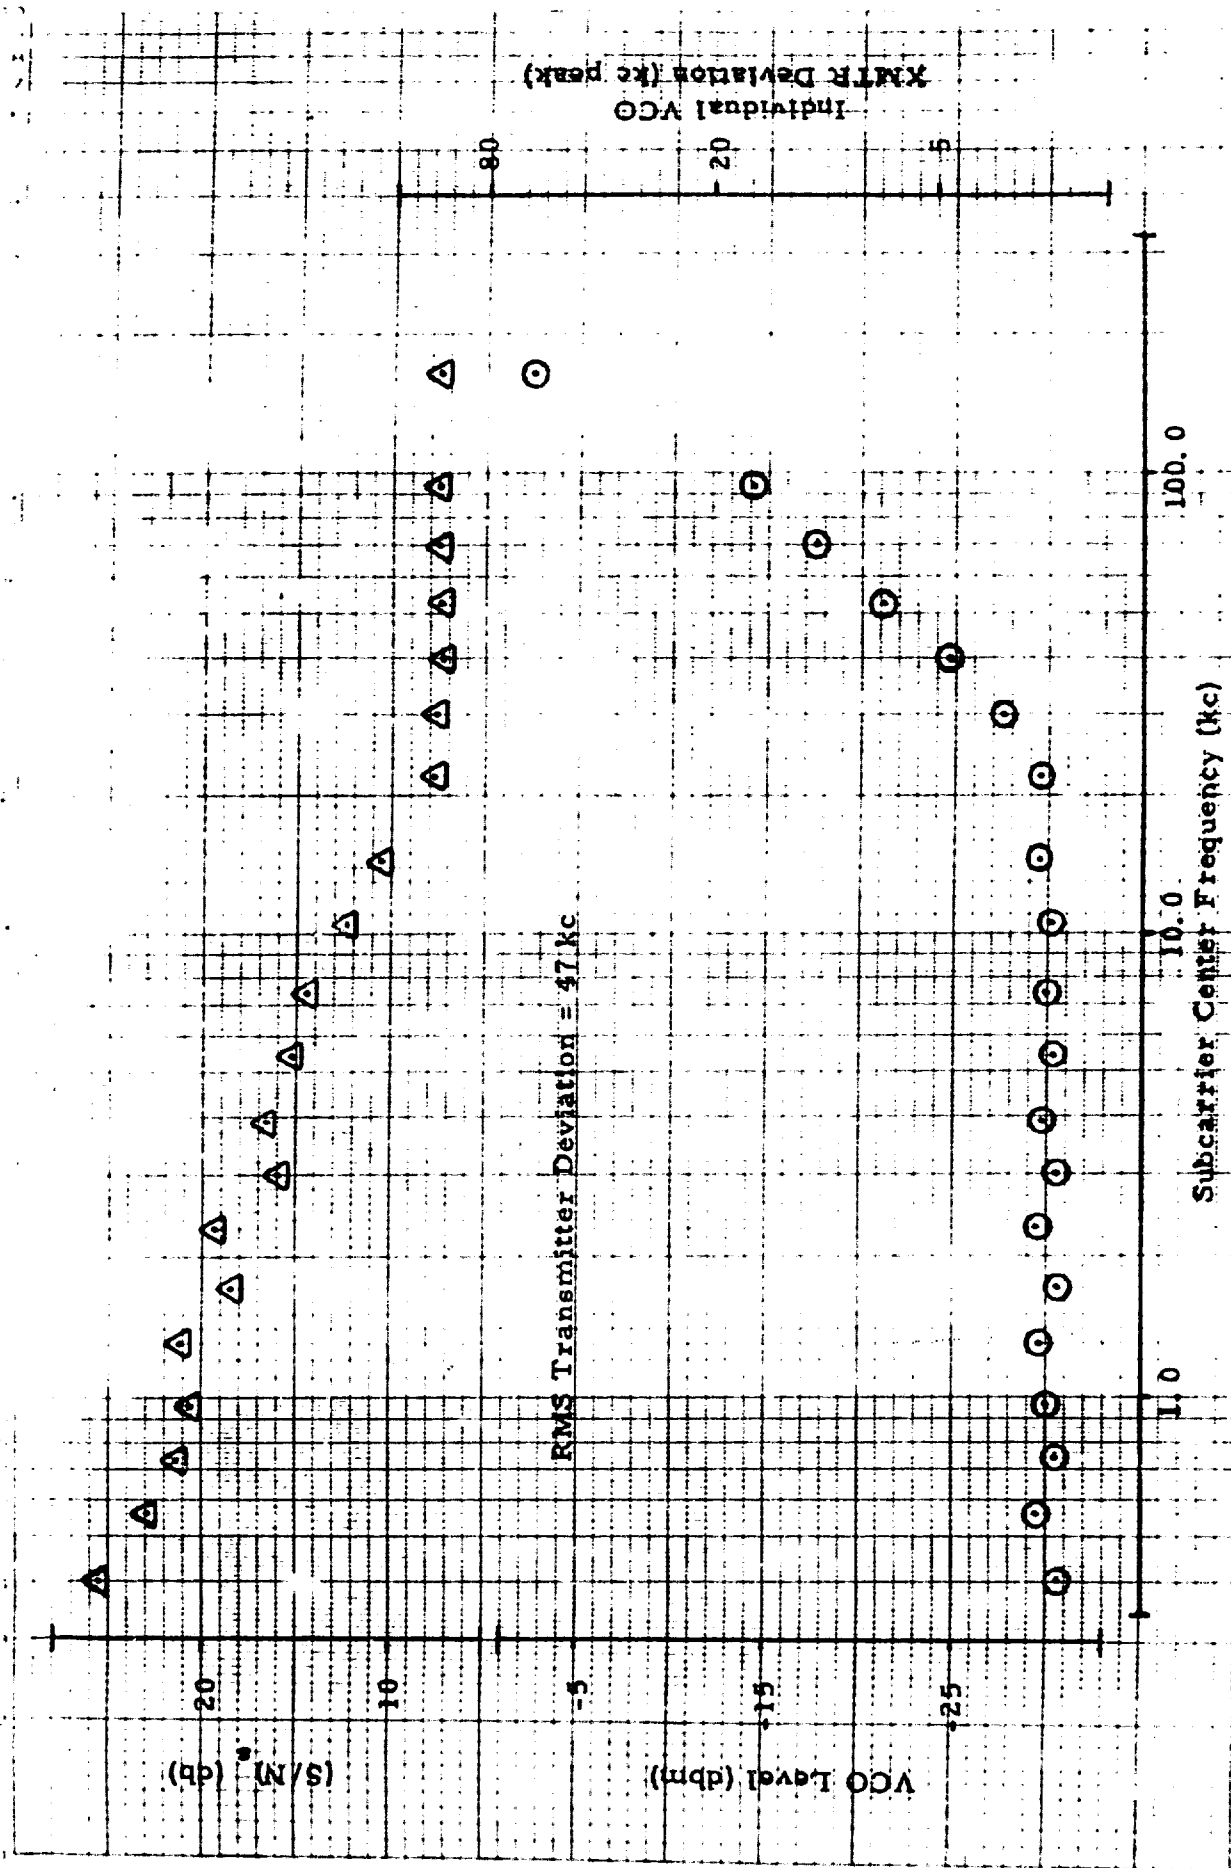 (S/N)ₛ (db)
20
10
VCO Level (dbm)
-5
-15
-25
RMS Transmitter Deviation = 47 kc
Individual VCO
XMTR Deviation (kc peak)
80
20
5
1.0
10.0
100.0
Subcarrier Center Frequency (kc)